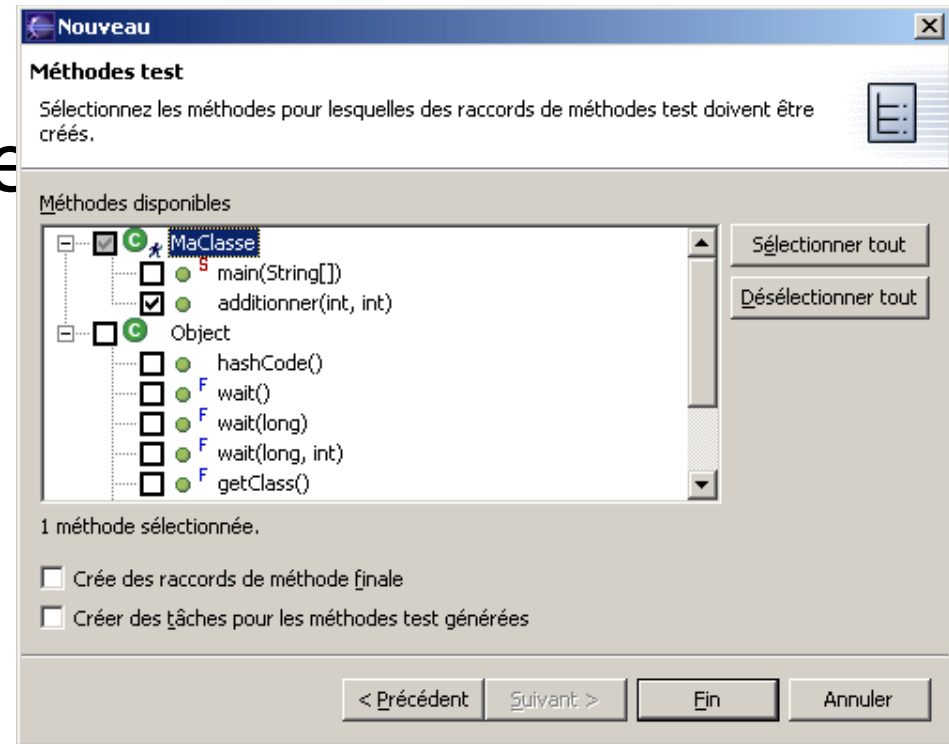 Nouveau
Méthodes test
Sélectionnez les méthodes pour lesquelles des raccords de méthodes test doivent être
créés.
e
Méthodes disponibles
C MaClasse
S main(String[])
additionner(int, int)
C Object
hashCode()
F wait()
F wait(long)
F wait(long, int)
F getClass()
Sélectionner tout
Désélectionner tout
1 méthode sélectionnée.
Crée des raccords de méthode finale
Créer des tâches pour les méthodes test générées
< Précédent
Suivant >
Fin
Annuler